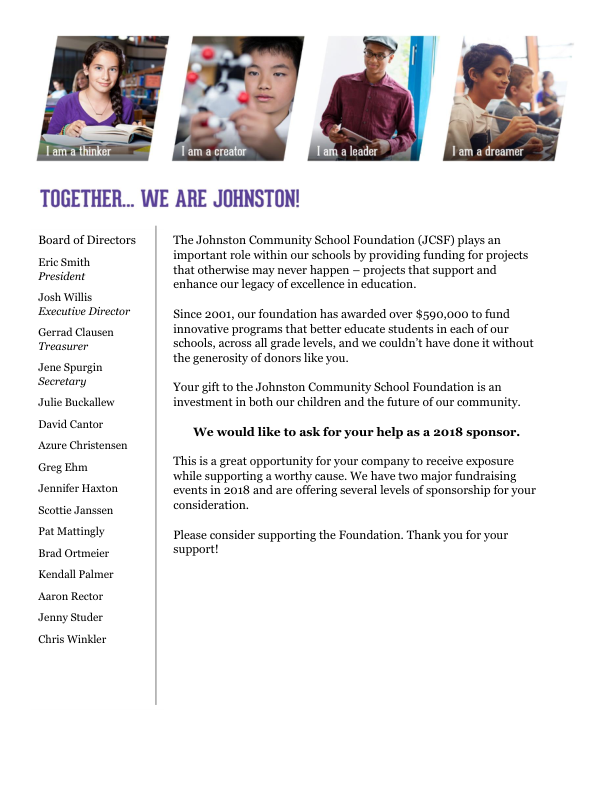 I am a thinker
I am a creator
I am a leader
I am a dreamer
TOGETHER... WE ARE JOHNSTON!
Board of Directors
Eric Smith
President
Josh Willis
Executive Director
Gerrad Clausen
Treasurer
Jene Spurgin
Secretary
Julie Buckallew
David Cantor
Azure Christensen
Greg Ehm
Jennifer Haxton
Scottie Janssen
Pat Mattingly
Brad Ortmeier
Kendall Palmer
Aaron Rector
Jenny Studer
Chris Winkler
The Johnston Community School Foundation (JCSF) plays an
important role within our schools by providing funding for projects
that otherwise may never happen – projects that support and
enhance our legacy of excellence in education.
Since 2001, our foundation has awarded over $590,000 to fund
innovative programs that better educate students in each of our
schools, across all grade levels, and we couldn't have done it without
the generosity of donors like you.
Your gift to the Johnston Community School Foundation is an
investment in both our children and the future of our community.
We would like to ask for your help as a 2018 sponsor.
This is a great opportunity for your company to receive exposure
while supporting a worthy cause. We have two major fundraising
events in 2018 and are offering several levels of sponsorship for your
consideration.
Please consider supporting the Foundation. Thank you for your
support!